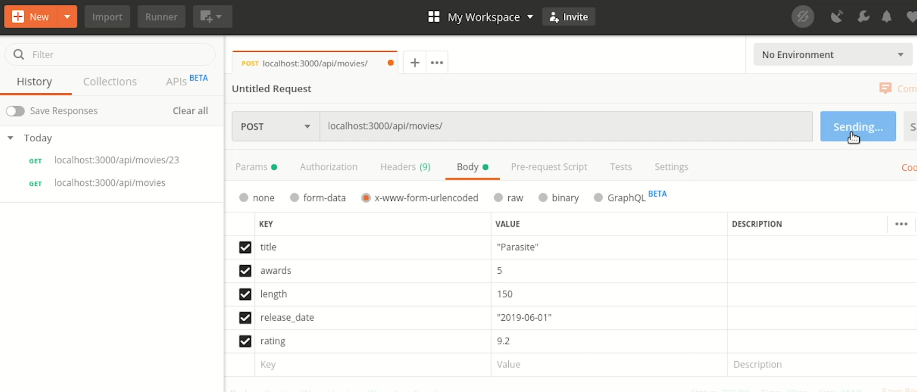 New Import Runner My Workspace Invite
Filter
History Collections APIs BETA
Save Responses Clear all
Today
GET localhost:3000/api/movies/23
GET localhost:3000/api/movies
POST localhost:3000/api/movies/ No Environment
Untitled Request
POST localhost:3000/api/movies/ Sending...
Params Authorization Headers (9) Body Pre-request Script Tests Settings
none form-data x-www-form-urlencoded raw binary GraphQL BETA
KEY VALUE DESCRIPTION
title "Parasite"
awards 5
length 150
release_date "2019-06-01"
rating 9.2
Key Value Description